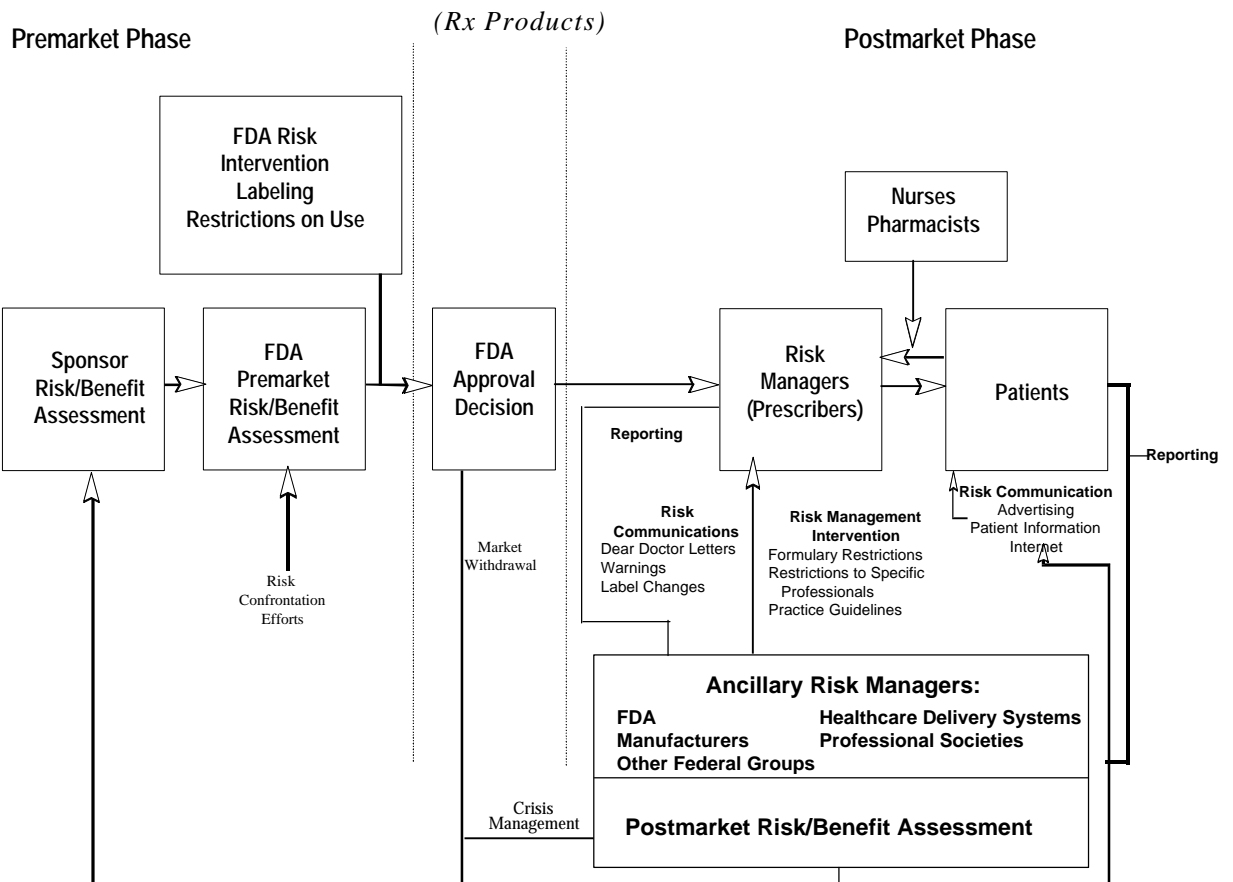 (Rx Products)
Premarket Phase
Postmarket Phase
FDA Risk
Intervention
Labeling
Restrictions on Use
Nurses
Pharmacists
Sponsor
Risk/Benefit
Assessment
FDA
Premarket
Risk/Benefit
Assessment
FDA
Approval
Decision
Risk
Managers
(Prescribers)
Patients
Reporting
Reporting
Risk
Confrontation
Efforts
Market
Withdrawal
Risk
Communications
Dear Doctor Letters
Warnings
Label Changes
Risk Management
Intervention
Formulary Restrictions
Restrictions to Specific
Professionals
Practice Guidelines
Risk Communication
Advertising
Patient Information
Internet
Ancillary Risk Managers:
FDA
Manufacturers
Other Federal Groups
Healthcare Delivery Systems
Professional Societies
Crisis
Management
Postmarket Risk/Benefit Assessment